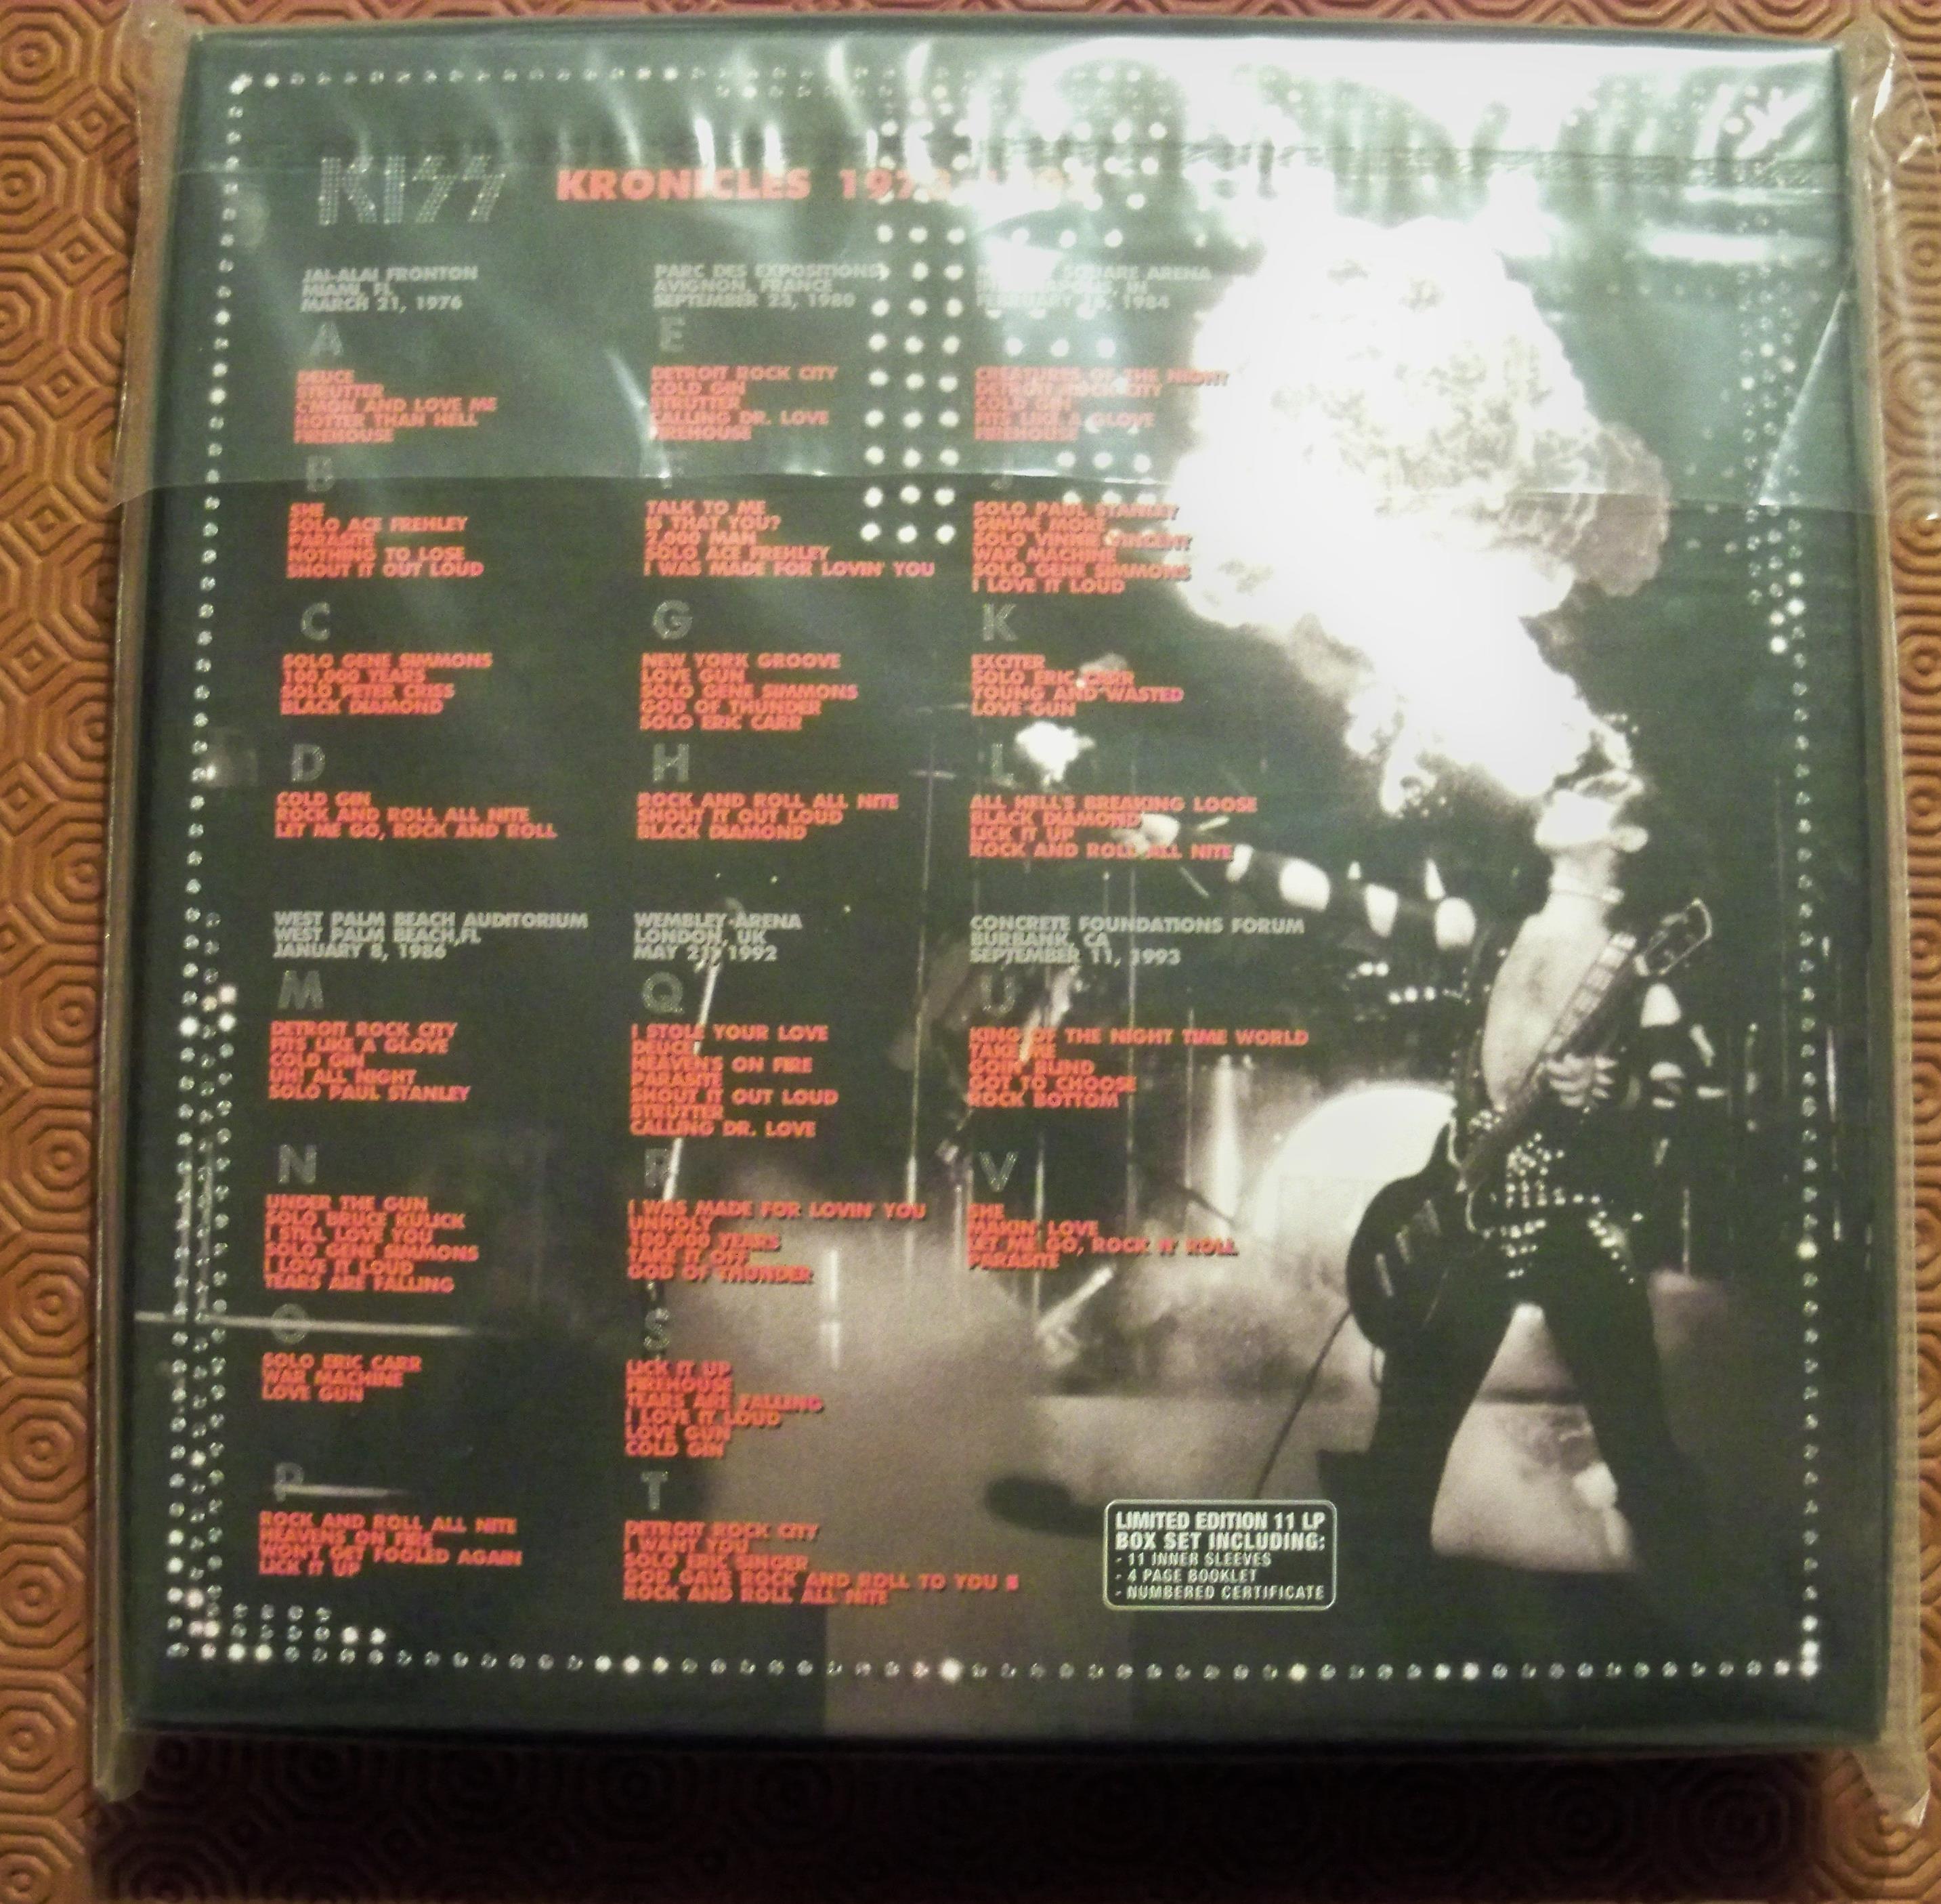 KISS KRONICLES
JAI-ALAI FRONTON
MIAMI, FL
MARCH 21, 1976
A
DEUCE
STRUTTER
C'MON AND LOVE ME
HOTTER THAN HELL
FIREHOUSE
B
SHE
SOLO ACE FREHLEY
PARASITE
NOTHING TO LOSE
SHOUT IT OUT LOUD
C
SOLO GENE SIMMONS
100,000 YEARS
SOLO PETER CRISS
BLACK DIAMOND
D
COLD GIN
ROCK AND ROLL ALL NITE
LET ME GO, ROCK AND ROLL
PARC DES EXPOSITIONS
AVIGNON, FRANCE
SEPTEMBER 23, 1980
E
DETROIT ROCK CITY
COLD GIN
STRUTTER
CALLING DR. LOVE
FIREHOUSE
F
TALK TO ME
IS THAT YOU?
2,000 MAN
SOLO ACE FREHLEY
I WAS MADE FOR LOVIN' YOU
G
NEW YORK GROOVE
LOVE GUN
SOLO GENE SIMMONS
GOD OF THUNDER
SOLO ERIC CARR
H
ROCK AND ROLL ALL NITE
SHOUT IT OUT LOUD
BLACK DIAMOND
SQUARE ARENA
IN
1984
CREATURES OF THE NIGHT
DETROIT ROCK CITY
COLD GIN
FITS LIKE A GLOVE
FIREHOUSE
J
SOLO PAUL STANLEY
GIMME MORE
SOLO VINNIE VINCENT
WAR MACHINE
SOLO GENE SIMMONS
I LOVE IT LOUD
K
EXCITER
SOLO ERIC CARR
YOUNG AND WASTED
LOVE GUN
L
ALL HELL'S BREAKING LOOSE
BLACK DIAMOND
LICK IT UP
ROCK AND ROLL ALL NITE
WEST PALM BEACH AUDITORIUM
WEST PALM BEACH,FL
JANUARY 8, 1986
M
DETROIT ROCK CITY
FITS LIKE A GLOVE
COLD GIN
UH! ALL NIGHT
SOLO PAUL STANLEY
N
UNDER THE GUN
SOLO BRUCE KULICK
I STILL LOVE YOU
SOLO GENE SIMMONS
I LOVE IT LOUD
TEARS ARE FALLING
O
SOLO ERIC CARR
WAR MACHINE
LOVE GUN
P
ROCK AND ROLL ALL NITE
HEAVENS ON FIRE
WON'T GET FOOLED AGAIN
LICK IT UP
WEMBLEY ARENA
LONDON, UK
MAY 21, 1992
Q
I STOLE YOUR LOVE
DEUCE
HEAVEN'S ON FIRE
PARASITE
SHOUT IT OUT LOUD
STRUTTER
CALLING DR. LOVE
R
I WAS MADE FOR LOVIN' YOU
UNHOLY
100,000 YEARS
TAKE IT OFF
GOD OF THUNDER
S
LICK IT UP
FIREHOUSE
TEARS ARE FALLING
I LOVE IT LOUD
LOVE GUN
COLD GIN
T
DETROIT ROCK CITY
I WANT YOU
SOLO ERIC SINGER
GOD GAVE ROCK AND ROLL TO YOU II
ROCK AND ROLL ALL NITE
CONCRETE FOUNDATIONS FORUM
BURBANK, CA
SEPTEMBER 11, 1993
U
KING OF THE NIGHT TIME WORLD
TAKE ME
GOIN' BLIND
GOT TO CHOOSE
ROCK BOTTOM
V
SHE
MAKIN' LOVE
LET ME GO, ROCK N' ROLL
PARASITE
LIMITED EDITION 11 LP
BOX SET INCLUDING:
- 11 INNER SLEEVES
- 4 PAGE BOOKLET
- NUMBERED CERTIFICATE